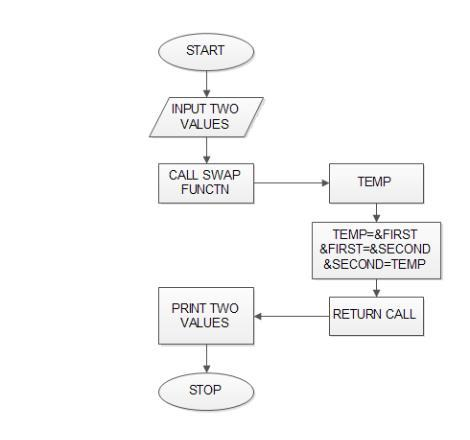 START
INPUT TWO
VALUES
CALL SWAP
FUNCTN
TEMP
TEMP=&FIRST
&FIRST=&SECOND
&SECOND=TEMP
RETURN CALL
PRINT TWO
VALUES
STOP